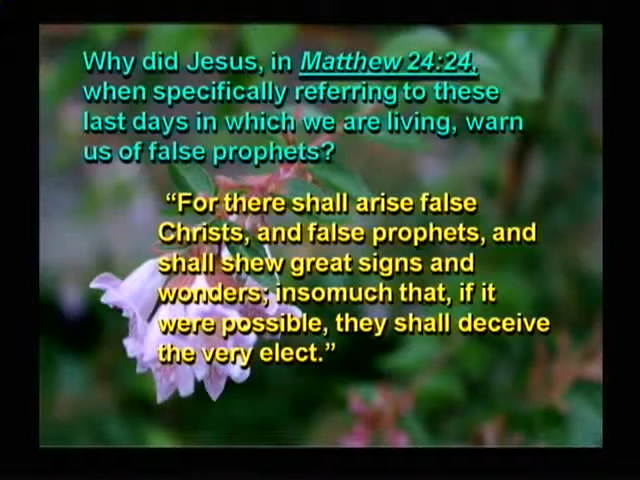 Why did Jesus, in Matthew 24:24,
when specifically referring to these
last days in which we are living, warn
us of false prophets?
“For there shall arise false
Christs, and false prophets, and
shall shew great signs and
wonders; insomuch that, if it
were possible, they shall deceive
the very elect.”